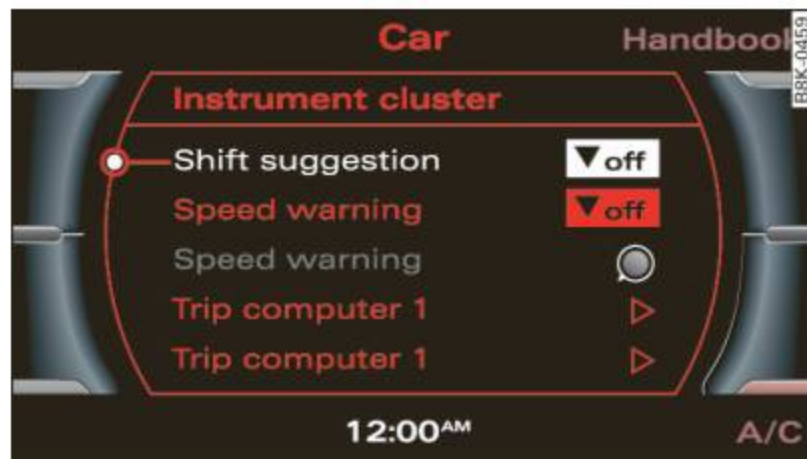 Car
Handbook
B8K-0459
Instrument cluster
Shift suggestion
off
Speed warning
off
Speed warning
Trip computer 1
Trip computer 1
12:00AM
A/C